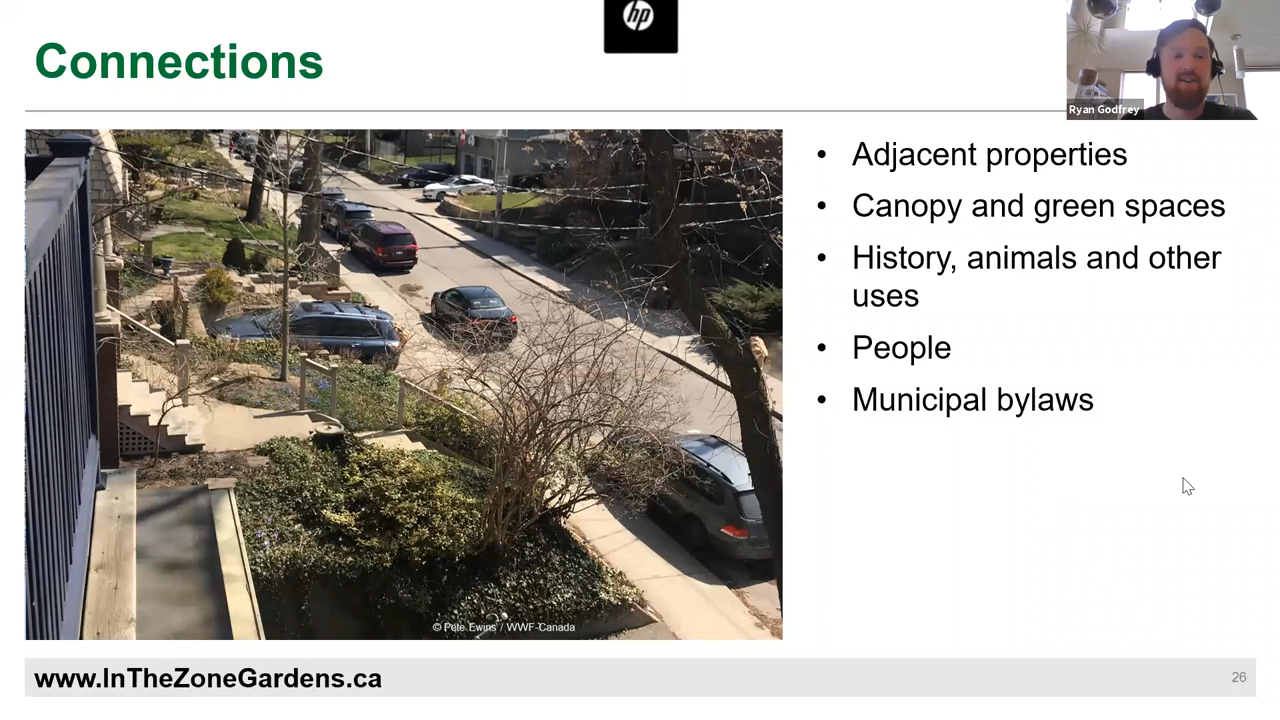 hp
Connections
Ryan Godfrey
• Adjacent properties
• Canopy and green spaces
• History, animals and other
uses
• People
• Municipal bylaws
© Pete Ewins / WWF-Canada
www.InTheZoneGardens.ca
26